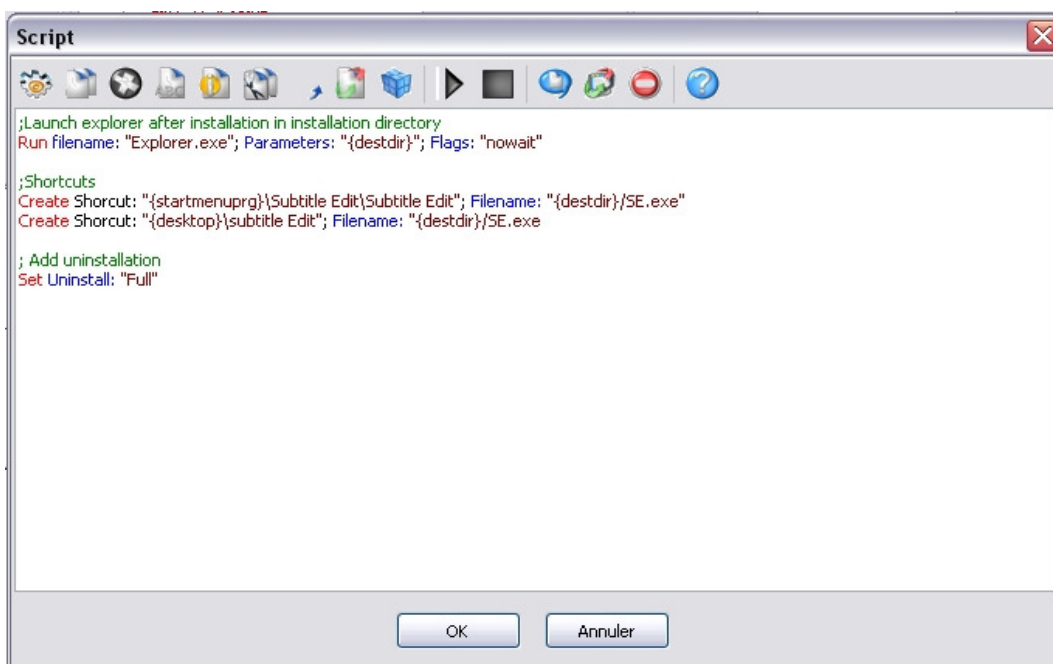 Script
;Launch explorer after installation in installation directory
Run filename: "Explorer.exe"; Parameters: "{destdir}"; Flags: "nowait"
;Shortcuts
Create Shorcut: "{startmenuprg}\Subtitle Edit\Subtitle Edit"; Filename: "{destdir}/SE.exe"
Create Shorcut: "{desktop}\subtitle Edit"; Filename: "{destdir}/SE.exe
; Add uninstallation
Set Uninstall: "Full"
OK
Annuler